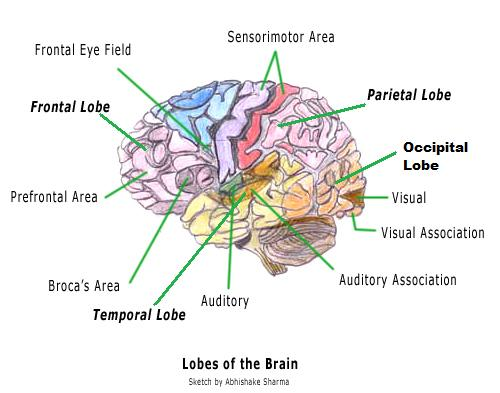 Sensorimotor Area
Frontal Eye Field
Parietal Lobe
Frontal Lobe
Occipital
Lobe
Prefrontal Area
Visual
Visual Association
Auditory Association
Broca's Area
Auditory
Temporal Lobe
Lobes of the Brain
Sketch by Abhishake Sharma